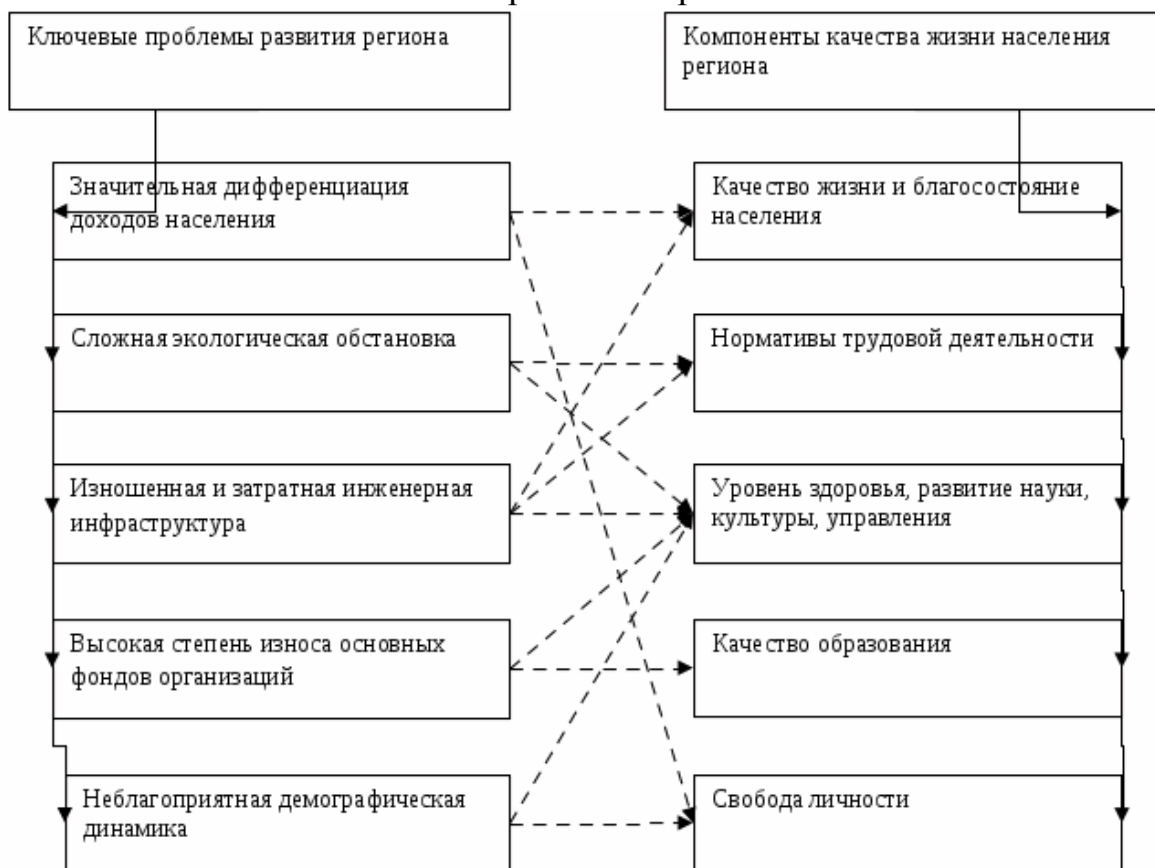 Ключевые проблемы развития региона
Компоненты качества жизни населения
региона
Значительная дифференциация
доходов населения
Качество жизни и благосостояние
населения
Сложная экологическая обстановка
Нормативы трудовой деятельности
Изношенная и затратная инженерная
инфраструктура
Уровень здоровья, развитие науки,
культуры, управления
Высокая степень износа основных
фондов организаций
Качество образования
Неблагоприятная демографическая
динамика
Свобода личности